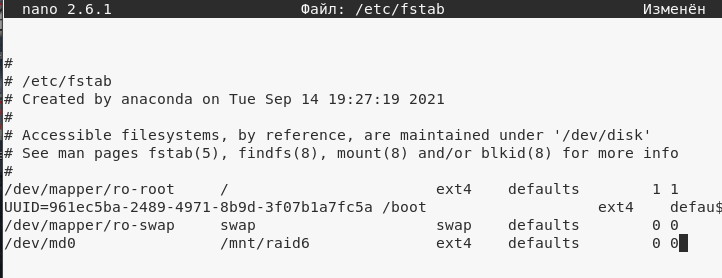 nano 2.6.1 Файл: /etc/fstab Изменён
#
# /etc/fstab
# Created by anaconda on Tue Sep 14 19:27:19 2021
#
# Accessible filesystems, by reference, are maintained under '/dev/disk'
# See man pages fstab(5), findfs(8), mount(8) and/or blkid(8) for more info
#
/dev/mapper/ro-root / ext4 defaults 1 1
UUID=961ec5ba-2489-4971-8b9d-3f07b1a7fc5a /boot ext4 defau$
/dev/mapper/ro-swap swap swap defaults 0 0
/dev/md0 /mnt/raid6 ext4 defaults 0 0